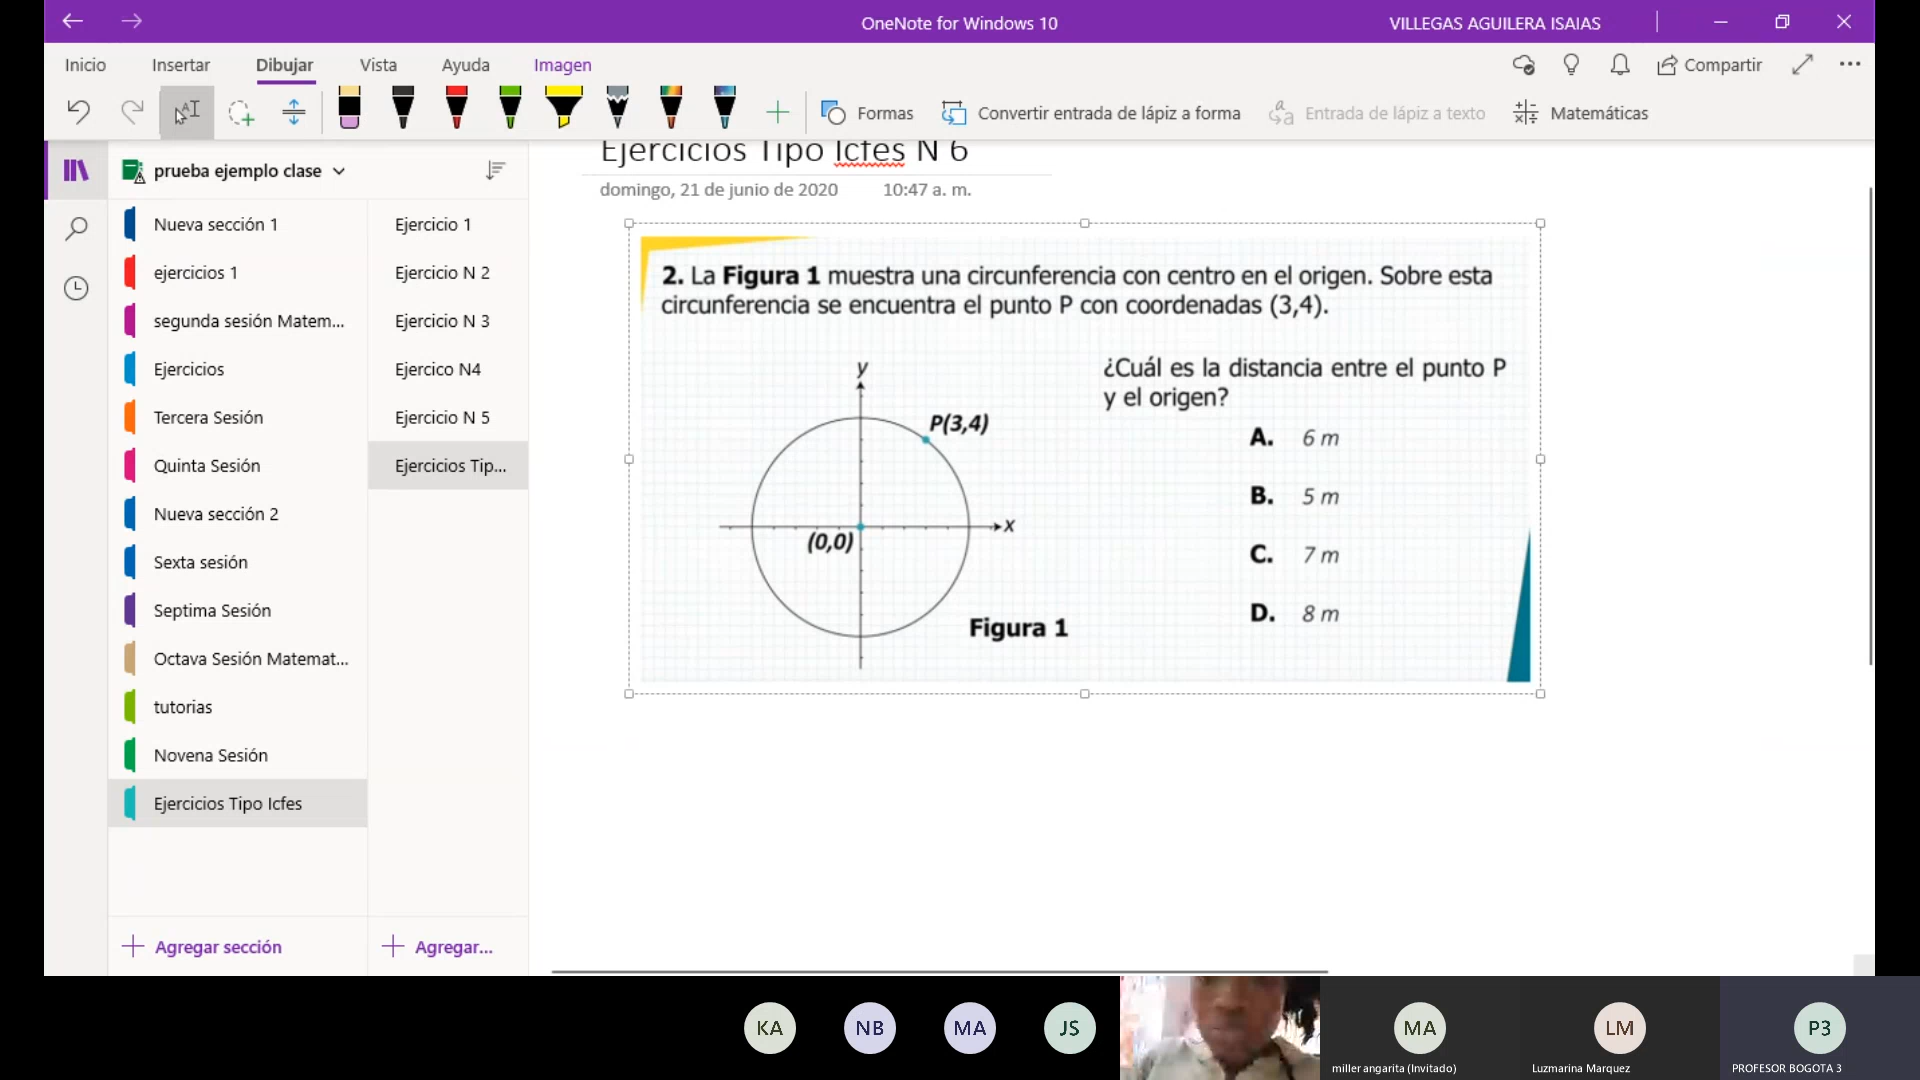 OneNote for Windows 10
VILLEGAS AGUILERA ISAIAS
Inicio
Insertar
Dibujar
Vista
Ayuda
Imagen
Compartir
Formas
Convertir entrada de lápiz a forma
Entrada de lápiz a texto
Matemáticas
prueba ejemplo clase
Nueva sección 1
ejercicios 1
segunda sesión Matem...
Ejercicios
Tercera Sesión
Quinta Sesión
Nueva sección 2
Sexta sesión
Septima Sesión
Octava Sesión Matemat...
tutorias
Novena Sesión
Ejercicios Tipo Icfes
Agregar sección
Ejercicio 1
Ejercicio N 2
Ejercicio N 3
Ejercico N4
Ejercicio N 5
Ejercicios Tip...
Agregar...
Ejercicios Tipo Icfes N 6
domingo, 21 de junio de 2020 10:47 a. m.
2. La Figura 1 muestra una circunferencia con centro en el origen. Sobre esta
circunferencia se encuentra el punto P con coordenadas (3,4).
y
P(3,4)
x
(0,0)
Figura 1
¿Cuál es la distancia entre el punto P
y el origen?
A. 6 m
B. 5 m
C. 7 m
D. 8 m
KA
NB
MA
JS
MA
miller angarita (Invitado)
LM
Luzmarina Marquez
P3
PROFESOR BOGOTA 3